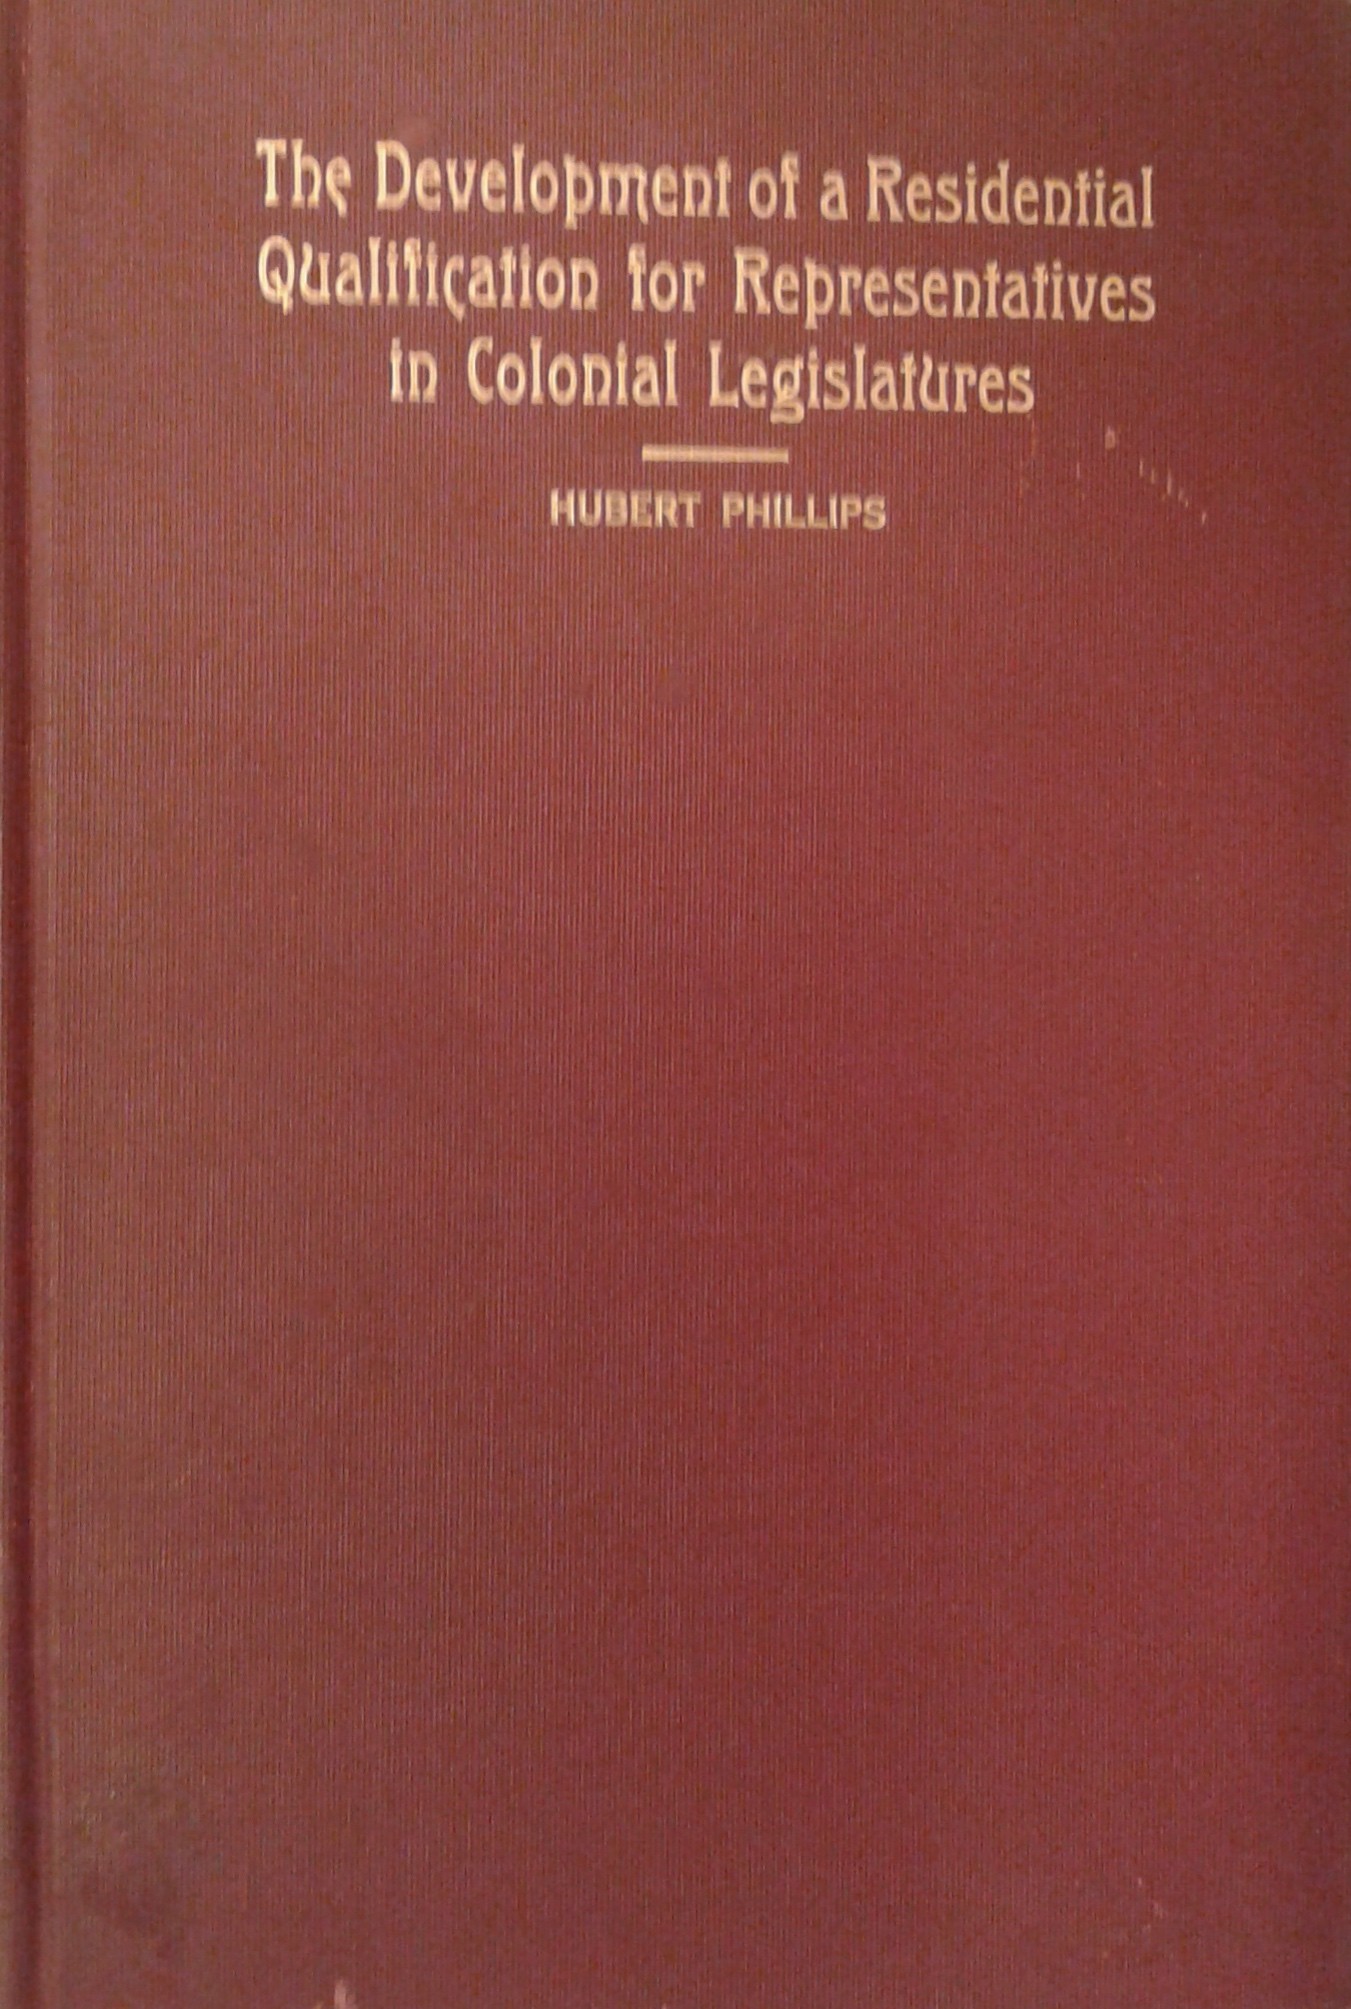 The Development of a Residential
Qualification for Representatives
in Colonial Legislatures
HUBERT PHILLIPS